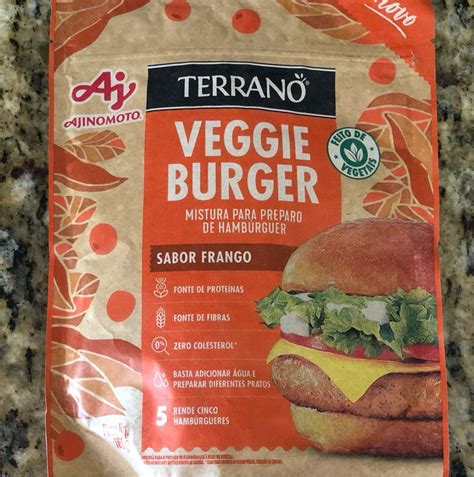 novo
Aj
AJINOMOTO
TERRANO
VEGGIE
BURGER
FEITO DE
VEGETAIS
MISTURA PARA PREPARO
DE HAMBÚRGUER
SABOR FRANGO
FONTE DE PROTEÍNAS
FONTE DE FIBRAS
0%
ZERO COLESTEROL*
BASTA ADICIONAR ÁGUA E
PREPARAR DIFERENTES PRATOS
5
RENDE CINCO
HAMBÚRGUERES